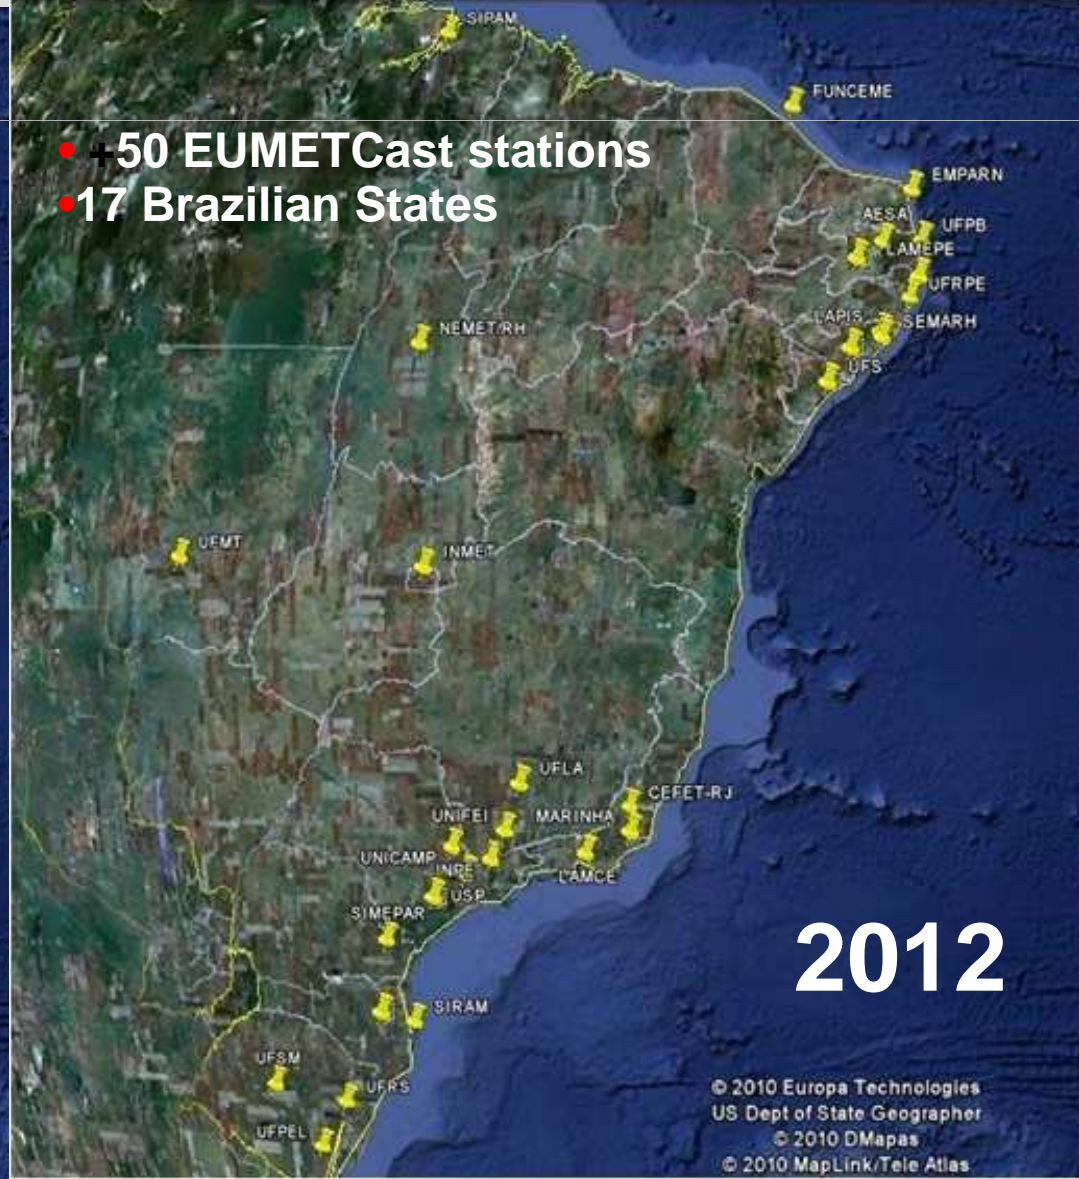 SIPAM
FUNCEME
• +50 EUMETCast stations
•17 Brazilian States
EMPARN
AESA
UFPB
LAMEPE
UFRPE
LAPIS
SEMARH
NEMET/RH
UFS
UFMT
INMET
UFLA
CEFET-RJ
UNIFEI
MARINHA
UNICAMP
INPE
LAMCE
USP
SIMEPAR
2012
SIRAM
UFSM
UFRS
UFPEL
© 2010 Europa Technologies
US Dept of State Geographer
© 2010 DMapas
© 2010 MapLink/Tele Atlas